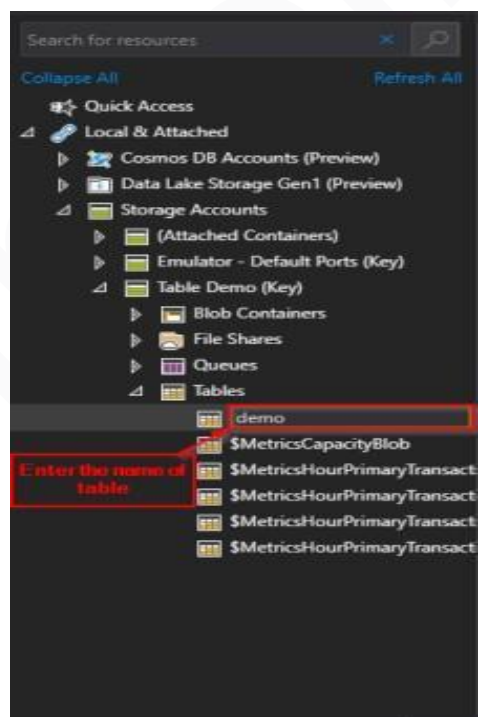 Search for resources
Collapse All Refresh All
Quick Access
Local & Attached
Cosmos DB Accounts (Preview)
Data Lake Storage Gen1 (Preview)
Storage Accounts
(Attached Containers)
Emulator - Default Ports (Key)
Table Demo (Key)
Blob Containers
File Shares
Queues
Tables
demo
$MetricsCapacityBlob
Enter the name of
table
$MetricsHourPrimaryTransact
$MetricsHourPrimaryTransact
$MetricsHourPrimaryTransact
$MetricsHourPrimaryTransact